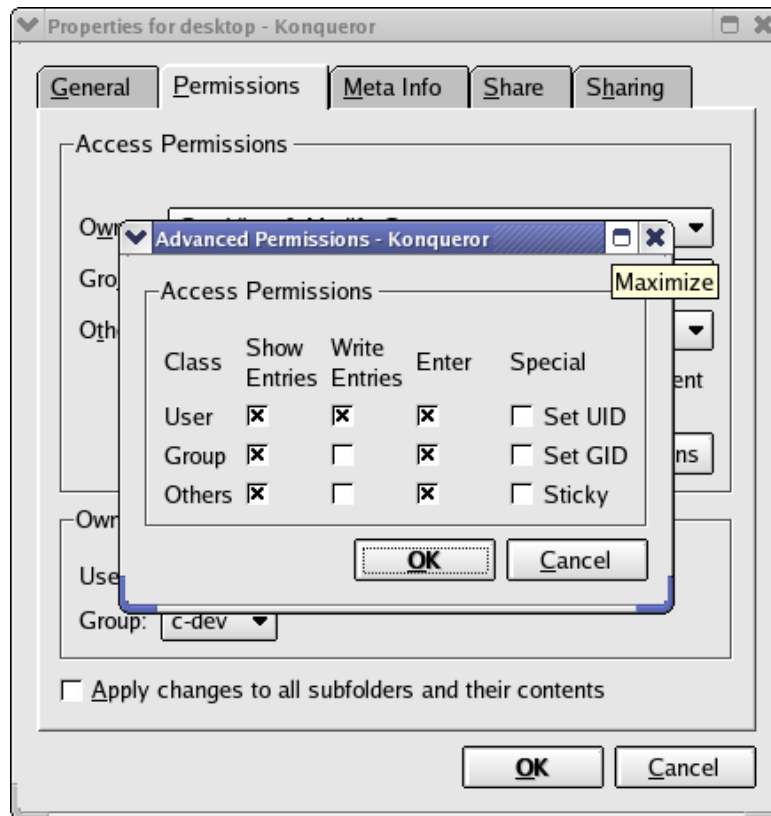 Properties for desktop - Konqueror
General Permissions Meta Info Share Sharing
Access Permissions
Advanced Permissions - Konqueror
Maximize
Access Permissions
Class Show Entries Write Entries Enter Special
User Set UID
Group Set GID
Others Sticky
OK Cancel
Group: c-dev
Apply changes to all subfolders and their contents
OK Cancel